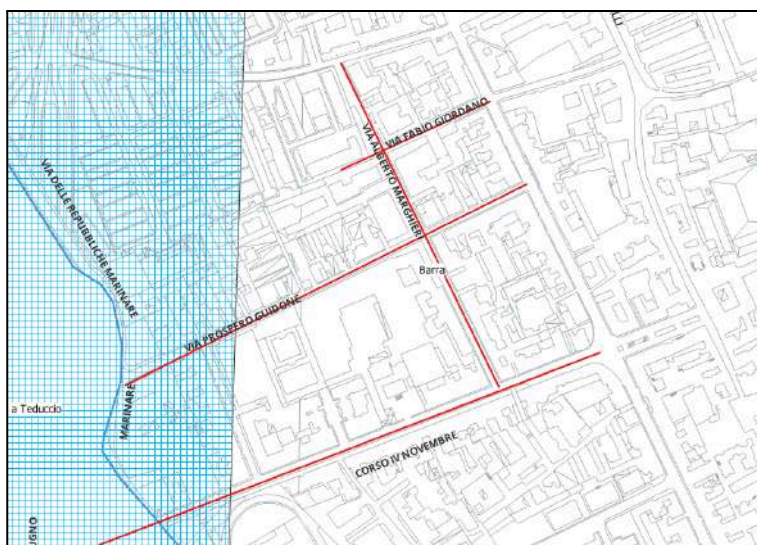 VIA FABIO GIORDANO
VIA ALBERTO MARGHIERI
VIA DELLE REPUBBLICHE MARINARE
Barra
VIA PROSPERO GUIDONE
MARINARE
a Teduccio
CORSO IV NOVEMBRE
UGNO